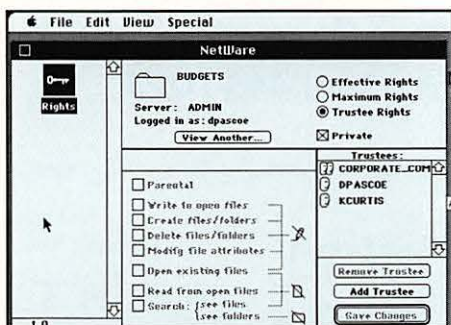 File Edit View Special
NetWare
Rights
BUDGETS
Server: ADMIN
Logged in as: dpascoe
View Another...
Effective Rights
Maximum Rights
Trustee Rights
Private
Parental
Write to open files
Create files/folders
Delete files/folders
Modify file attributes
Open existing files
Read from open files
Search: see files
see folders
Trustees:
CORPORATE_COM
DPASCOE
KCURTIS
Remove Trustee
Add Trustee
Save Changes
1.0